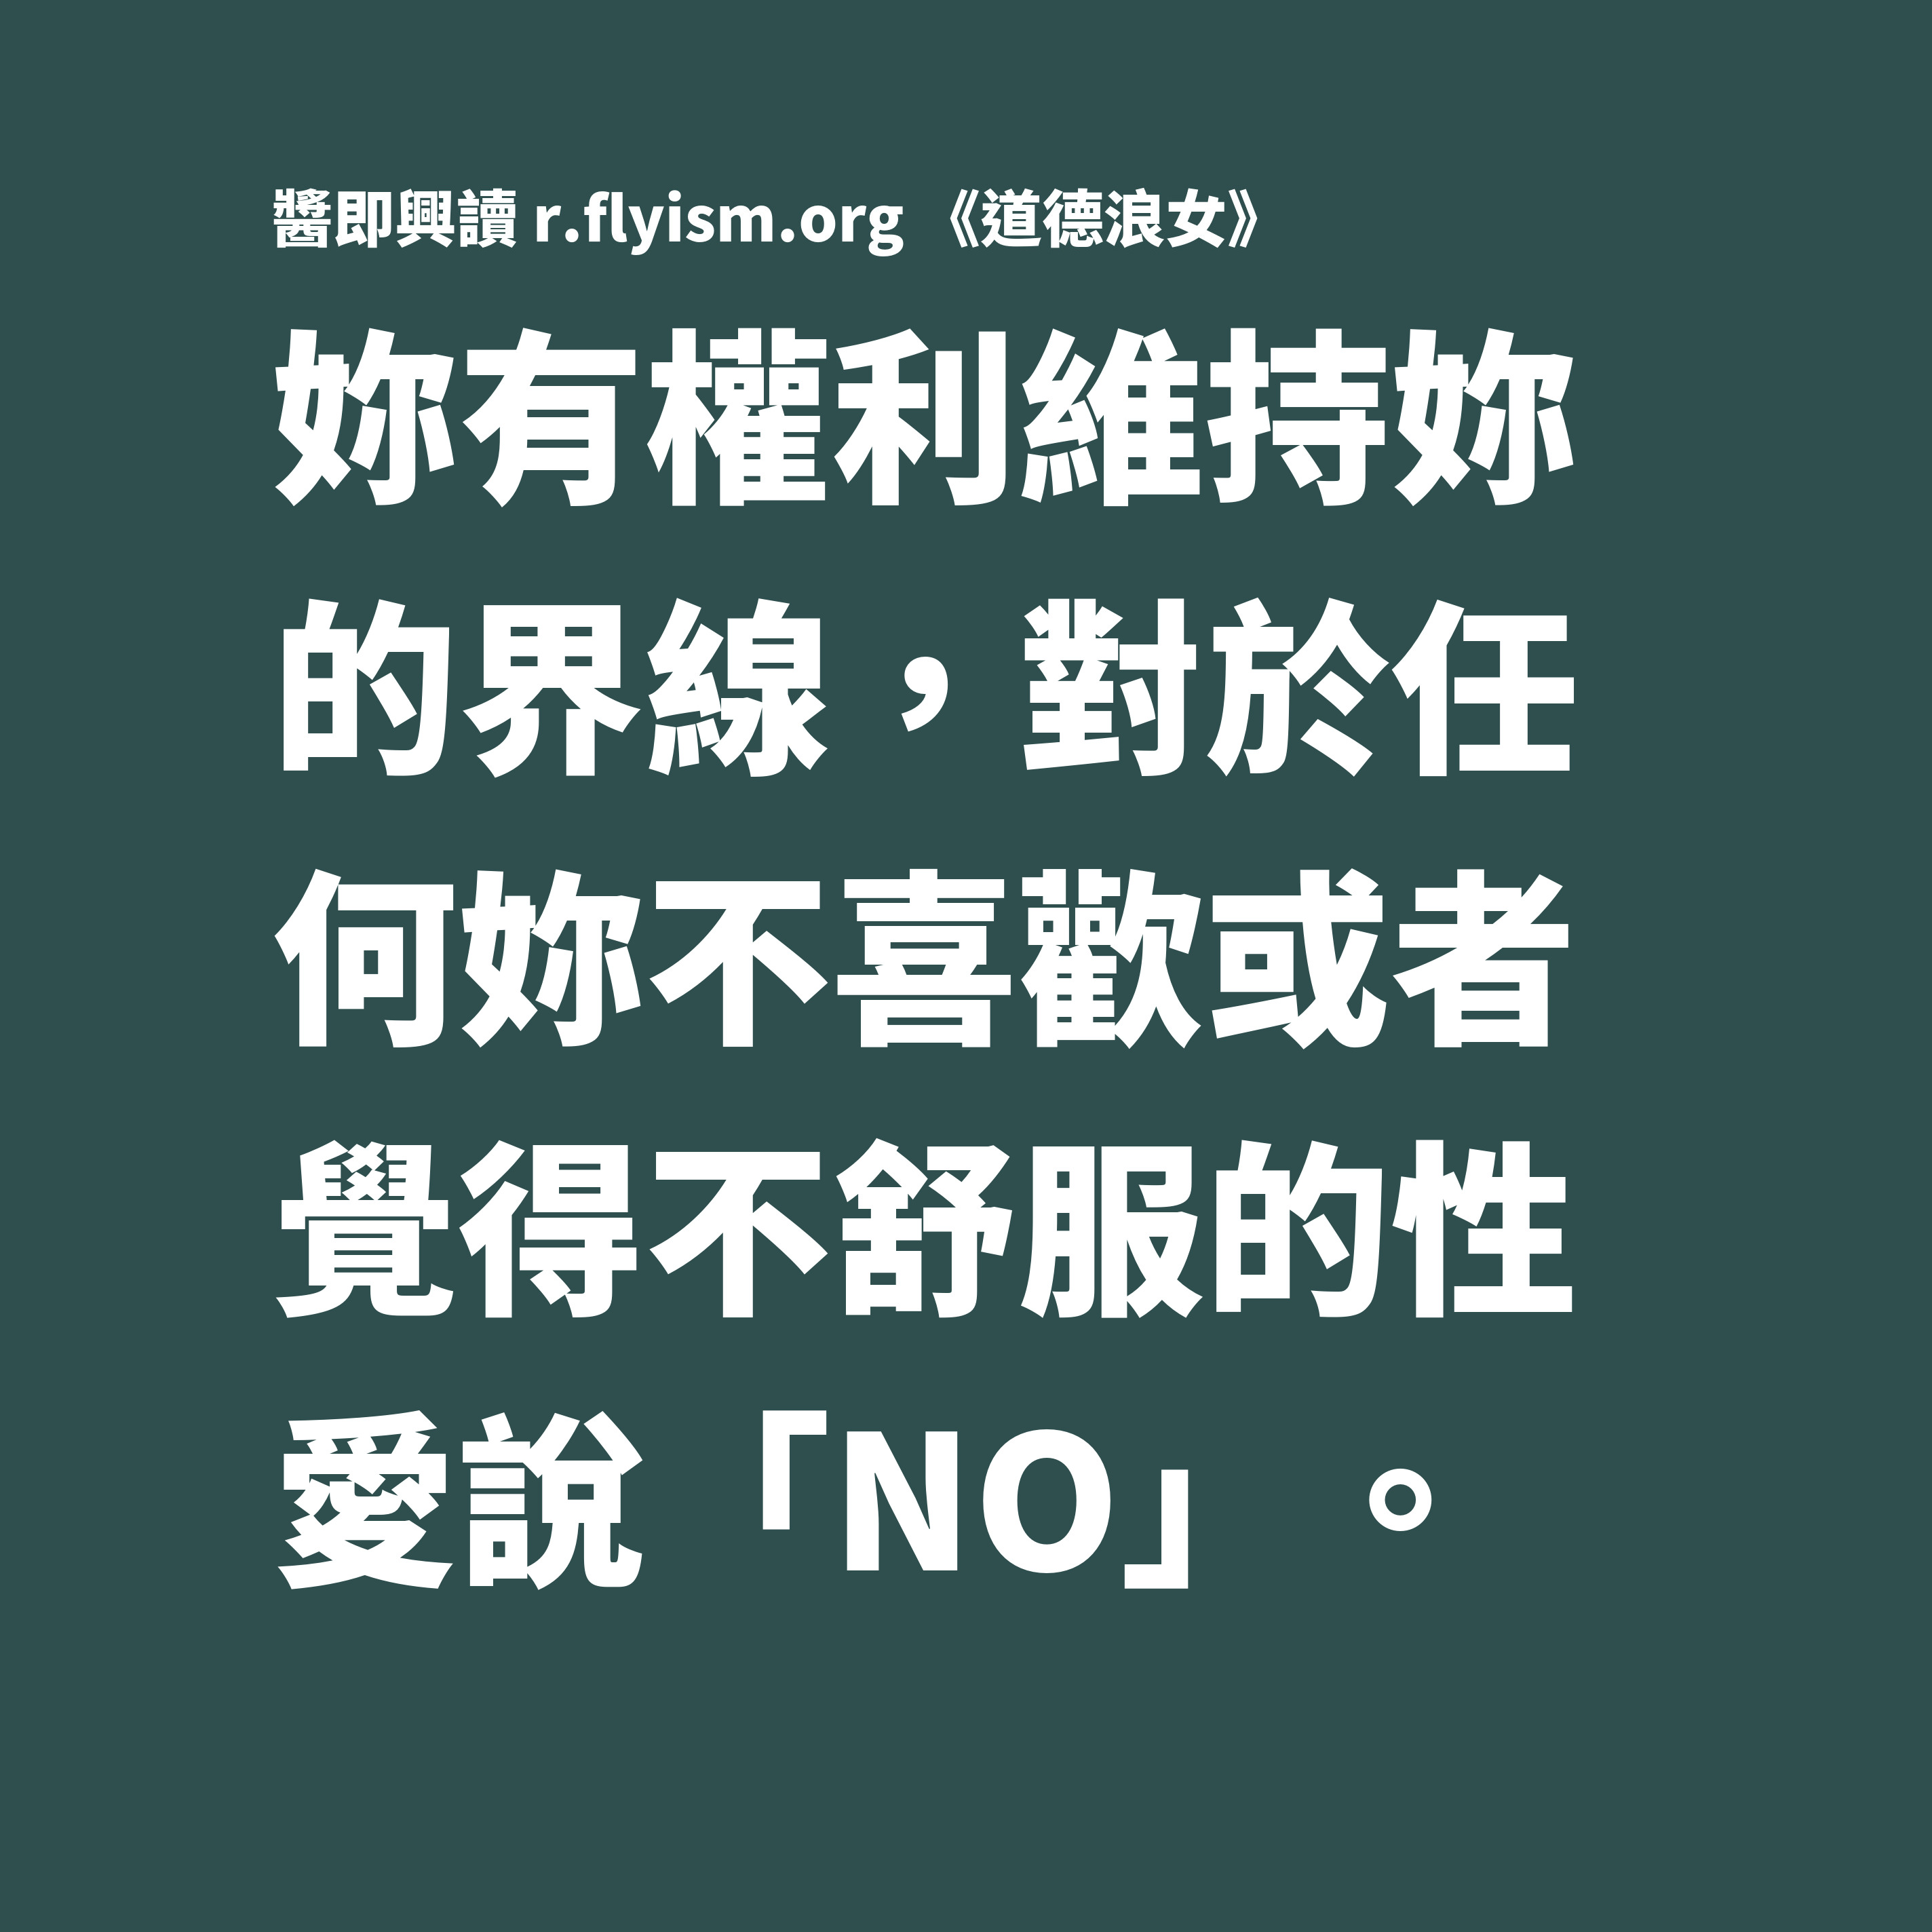 蟄即與讀 r.flyism.org 《道德浪女》
妳有權利維持妳
的界線，對於任
何妳不喜歡或者
覺得不舒服的性
愛說「NO」。